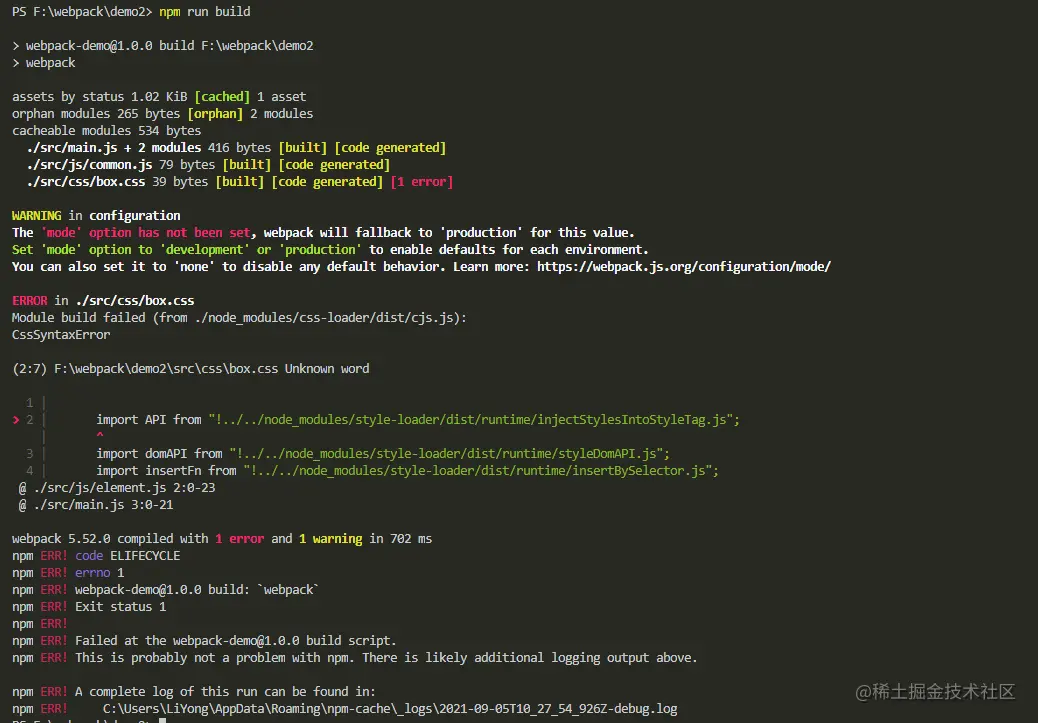 PS F:\webpack\demo2> npm run build
> webpack-demo@1.0.0 build F:\webpack\demo2
> webpack
assets by status 1.02 KiB [cached] 1 asset
orphan modules 265 bytes [orphan] 2 modules
cacheable modules 534 bytes
./src/main.js + 2 modules 416 bytes [built] [code generated]
./src/js/common.js 79 bytes [built] [code generated]
./src/css/box.css 39 bytes [built] [code generated] [1 error]
WARNING in configuration
The 'mode' option has not been set, webpack will fallback to 'production' for this value.
Set 'mode' option to 'development' or 'production' to enable defaults for each environment.
You can also set it to 'none' to disable any default behavior. Learn more: https://webpack.js.org/configuration/mode/
ERROR in ./src/css/box.css
Module build failed (from ./node_modules/css-loader/dist/cjs.js):
CssSyntaxError
(2:7) F:\webpack\demo2\src\css\box.css Unknown word
1 |
> 2 | import API from "!../../node_modules/style-loader/dist/runtime/injectStylesIntoStyleTag.js";
| ^
3 | import domAPI from "!../../node_modules/style-loader/dist/runtime/styleDomAPI.js";
4 | import insertFn from "!../../node_modules/style-loader/dist/runtime/insertBySelector.js";
@ ./src/js/element.js 2:0-23
@ ./src/main.js 3:0-21
webpack 5.52.0 compiled with 1 error and 1 warning in 702 ms
npm ERR! code ELIFECYCLE
npm ERR! errno 1
npm ERR! webpack-demo@1.0.0 build: `webpack`
npm ERR! Exit status 1
npm ERR!
npm ERR! Failed at the webpack-demo@1.0.0 build script.
npm ERR! This is probably not a problem with npm. There is likely additional logging output above.
npm ERR! A complete log of this run can be found in:
npm ERR! C:\Users\LiYong\AppData\Roaming\npm-cache\_logs\2021-09-05T10_27_54_926Z-debug.log
@稀土掘金技术社区